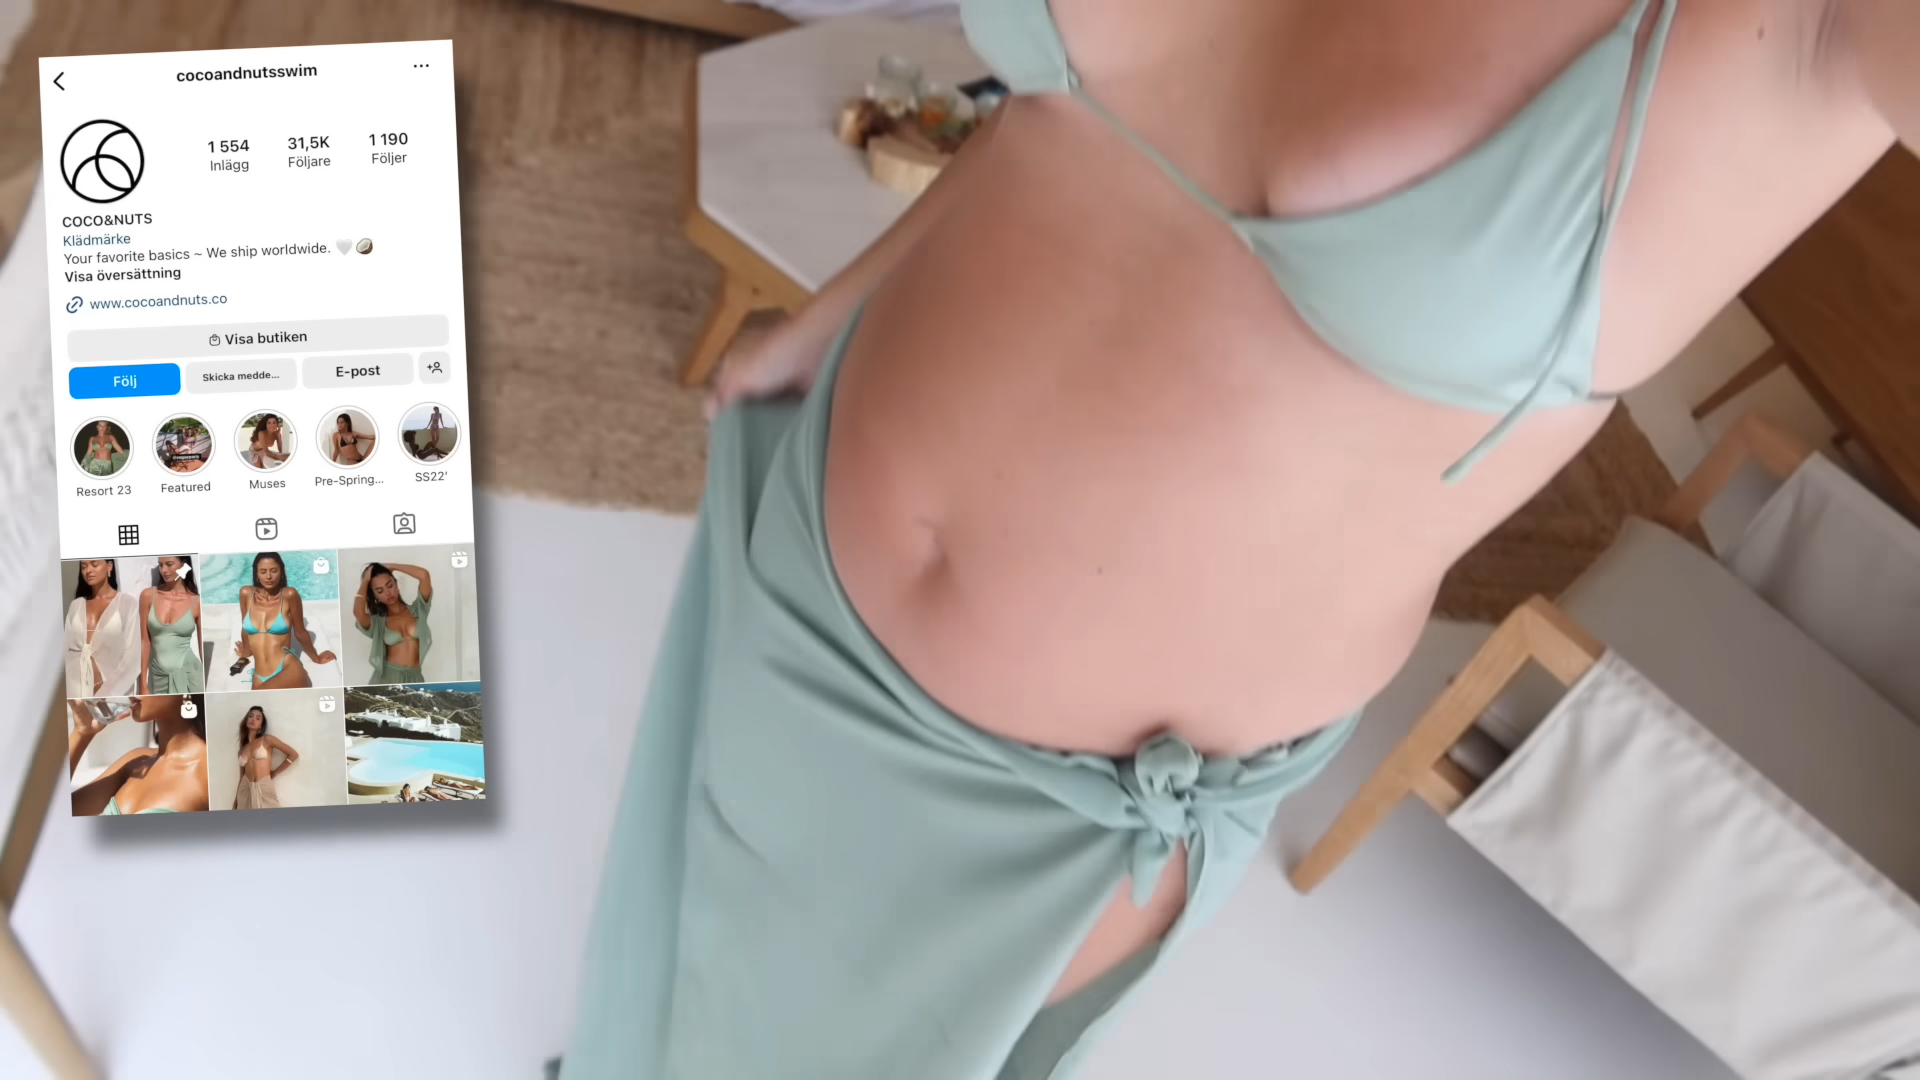 cocoandnutsswim
1 554 31,5K 1 190
Inlägg Följare Följer
COCO&NUTS
Klädmärke
Your favorite basics ~ We ship worldwide. 🤍🥥
Visa översättning
www.cocoandnuts.co
Visa butiken
Följ Skicka medde... E-post
Resort 23 Featured Muses Pre-Spring... SS22'